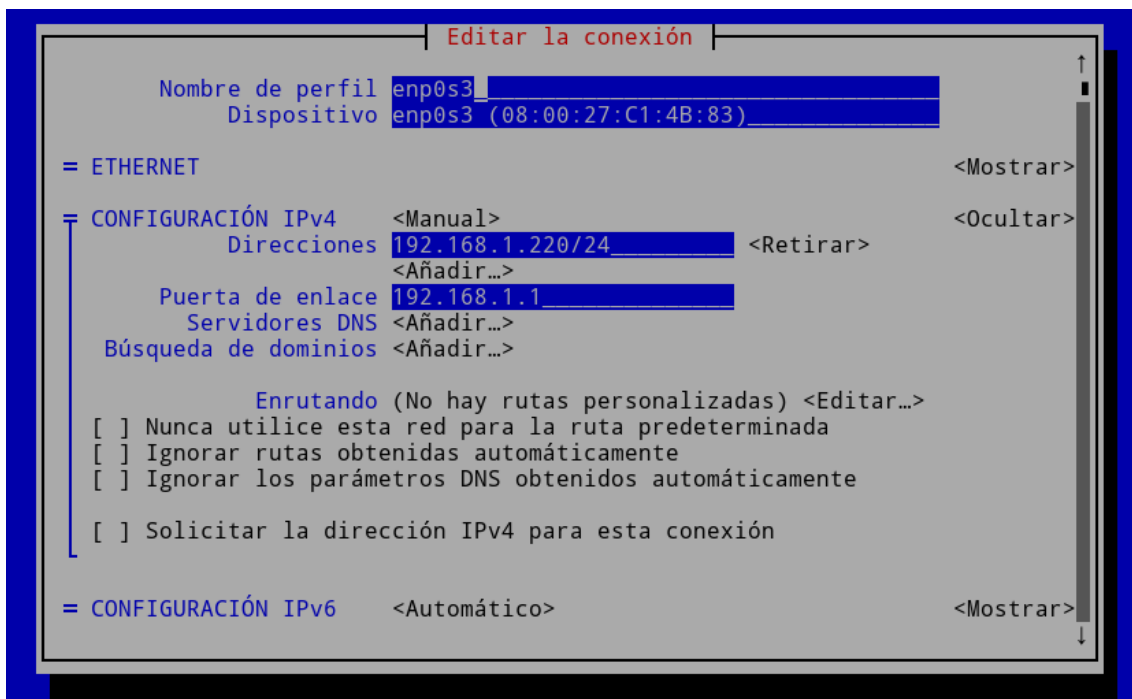 Editar la conexión
Nombre de perfil enp0s3_
Dispositivo enp0s3 (08:00:27:C1:4B:83)
= ETHERNET <Mostrar>
= CONFIGURACIÓN IPv4 <Manual> <Ocultar>
Direcciones 192.168.1.220/24 <Retirar>
<Añadir…>
Puerta de enlace 192.168.1.1
Servidores DNS <Añadir…>
Búsqueda de dominios <Añadir…>
Enrutando (No hay rutas personalizadas) <Editar…>
[ ] Nunca utilice esta red para la ruta predeterminada
[ ] Ignorar rutas obtenidas automáticamente
[ ] Ignorar los parámetros DNS obtenidos automáticamente
[ ] Solicitar la dirección IPv4 para esta conexión
= CONFIGURACIÓN IPv6 <Automático> <Mostrar>